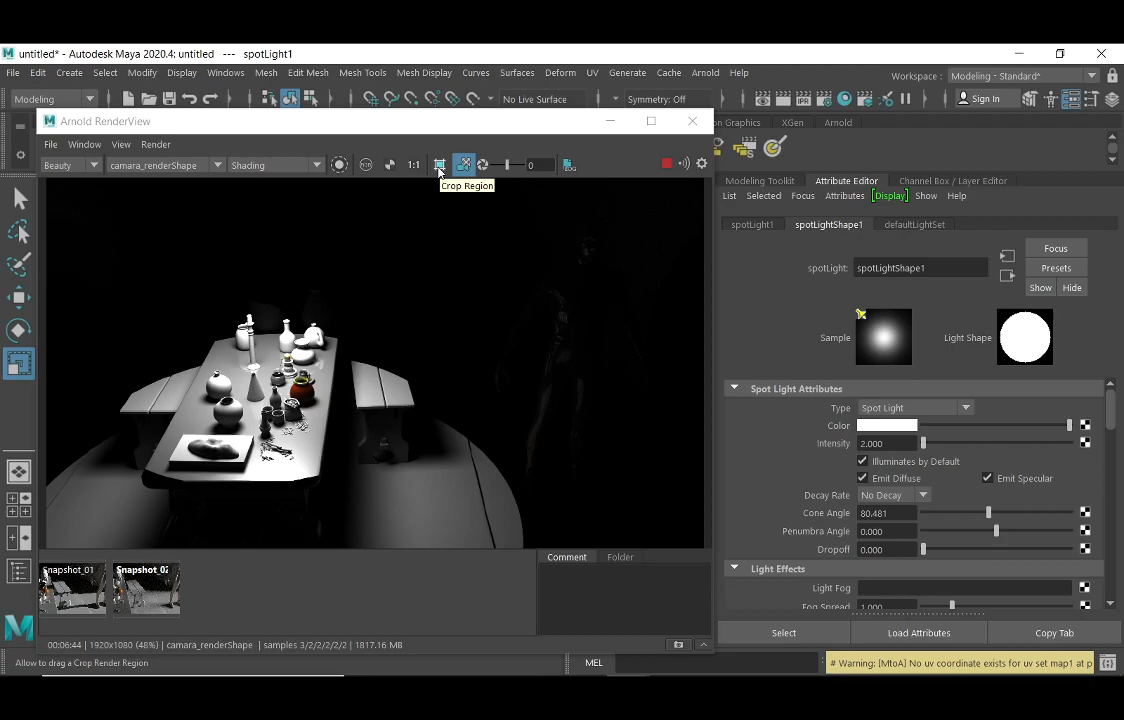 untitled* - Autodesk Maya 2020.4: untitled --- spotLight1
File Edit Create Select Modify Display Windows Mesh Edit Mesh Mesh Tools Mesh Display Curves Surfaces Deform UV Generate Cache Arnold Help
Workspace : Modeling - Standard*
Modeling
No Live Surface
Symmetry: Off
Sign In
Arnold RenderView
on Graphics XGen Arnold
File Window View Render
Beauty camara_renderShape Shading
1:1
0
Crop Region
Modeling Toolkit Attribute Editor Channel Box / Layer Editor
List Selected Focus Attributes Display Show Help
spotLight1 spotLightShape1 defaultLightSet
Focus
spotLight: spotLightShape1
Presets
Show Hide
Sample
Light Shape
Spot Light Attributes
Type Spot Light
Color
Intensity 2.000
Illuminates by Default
Emit Diffuse Emit Specular
Decay Rate No Decay
Cone Angle 80.481
Penumbra Angle 0.000
Dropoff 0.000
Light Effects
Light Fog
Fog Spread 1.000
Comment Folder
Snapshot_01 Snapshot_02
Select Load Attributes Copy Tab
00:06:44 | 1920x1080 (48%) | camara_renderShape | samples 3/2/2/2/2/2 | 1817.16 MB
Allow to drag a Crop Render Region
MEL
# Warning: [MtoA] No uv coordinate exists for uv set map1 at p